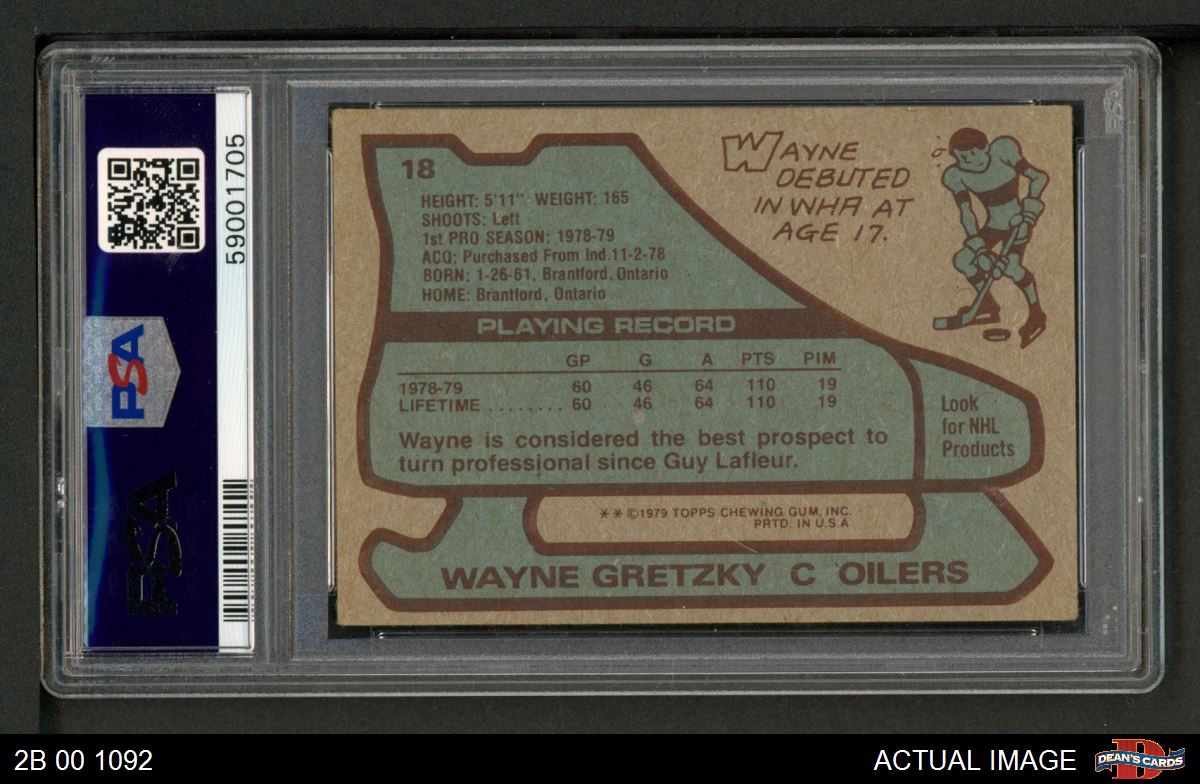 59001705
PSA
PSA
18
HEIGHT: 5'11" WEIGHT: 165
SHOOTS: Left
1st PRO SEASON: 1978-79
ACQ: Purchased From Ind.11-2-78
BORN: 1-26-61, Brantford, Ontario
HOME: Brantford, Ontario
WAYNE
DEBUTED
IN WHA AT
AGE 17.
PLAYING RECORD
GP G A PTS PIM
1978-79 60 46 64 110 19
LIFETIME ........ 60 46 64 110 19
Wayne is considered the best prospect to
turn professional since Guy Lafleur.
Look
for NHL
Products
** ©1979 TOPPS CHEWING GUM, INC.
PRTD. IN U.S.A
WAYNE GRETZKY C OILERS
2B 00 1092
ACTUAL IMAGE
D
DEAN'S CARDS